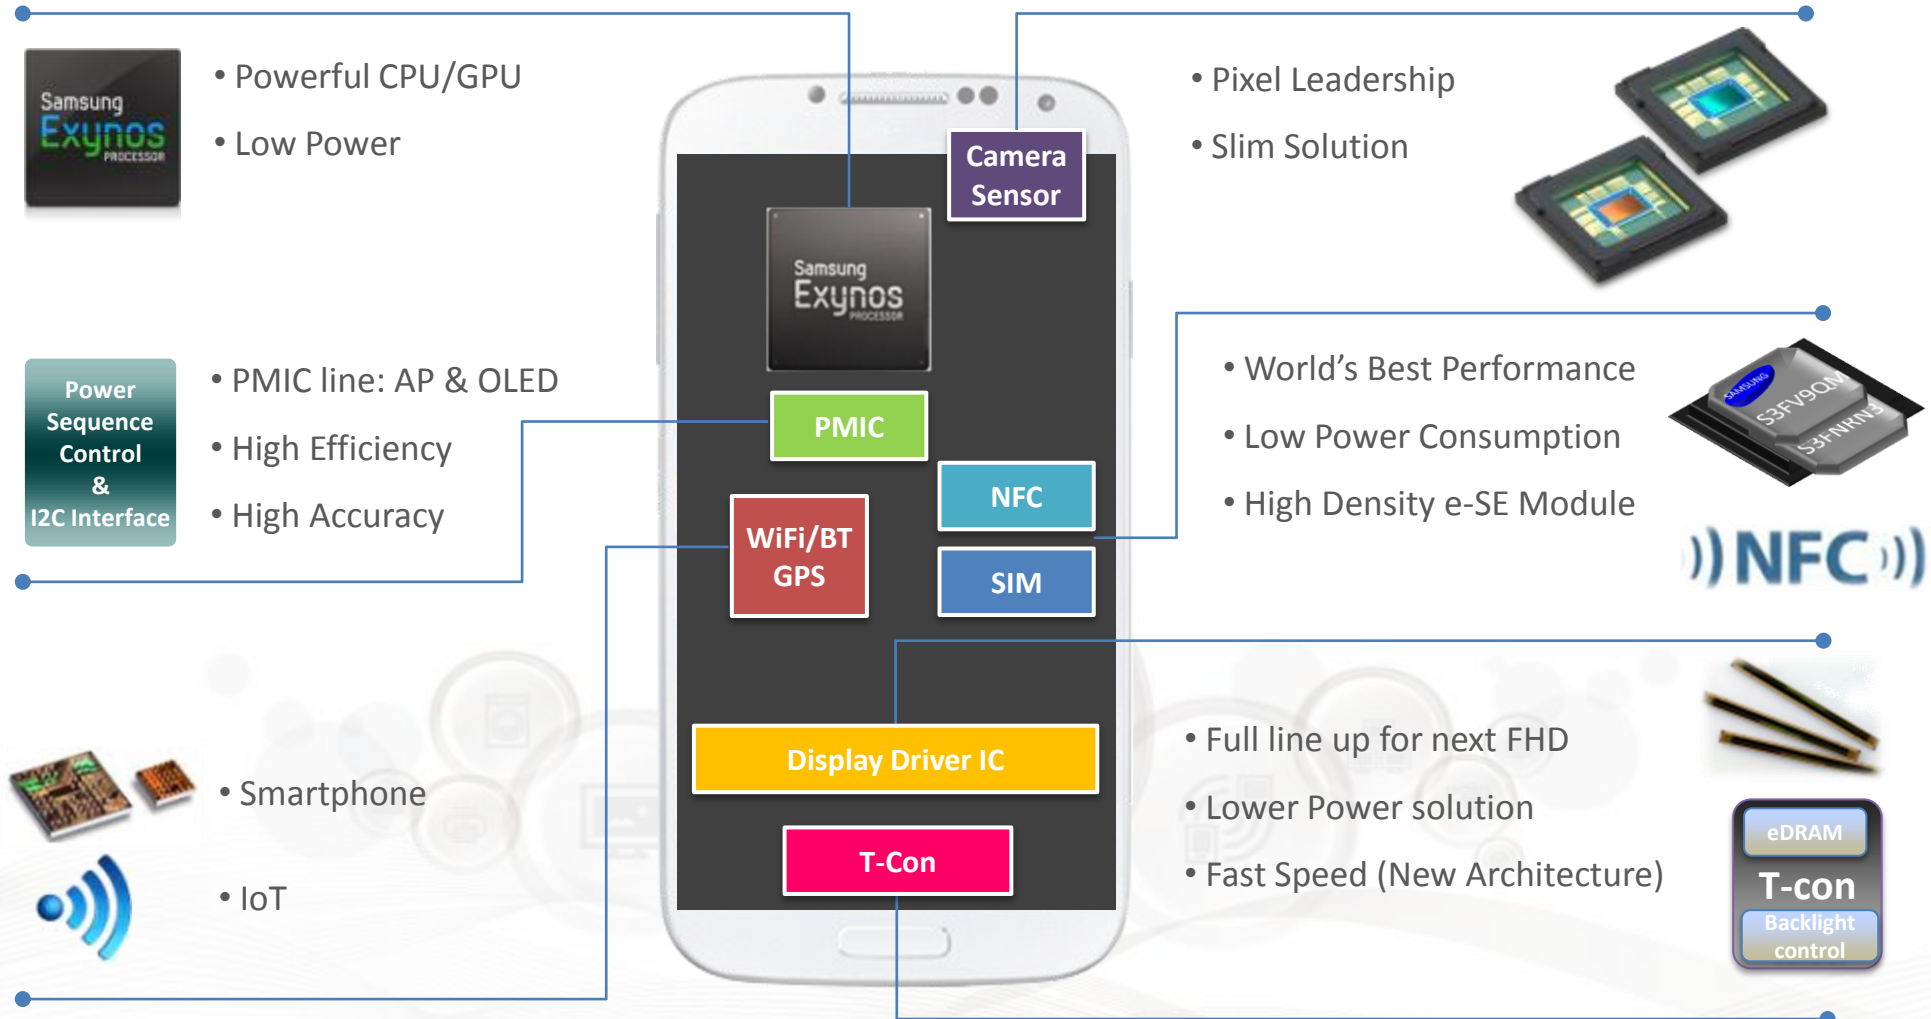 Samsung
Exynos
PROCESSOR
• Powerful CPU/GPU
• Low Power
Power
Sequence
Control
&
I2C Interface
• PMIC line: AP & OLED
• High Efficiency
• High Accuracy
• Smartphone
• IoT
Camera
Sensor
Samsung
Exynos
PROCESSOR
PMIC
NFC
WiFi/BT
GPS
SIM
Display Driver IC
T-Con
• Pixel Leadership
• Slim Solution
• World's Best Performance
• Low Power Consumption
• High Density e-SE Module
SAMSUNG
S3FV9QM
S3FNRN3
NFC
• Full line up for next FHD
• Lower Power solution
• Fast Speed (New Architecture)
eDRAM
T-con
Backlight
control